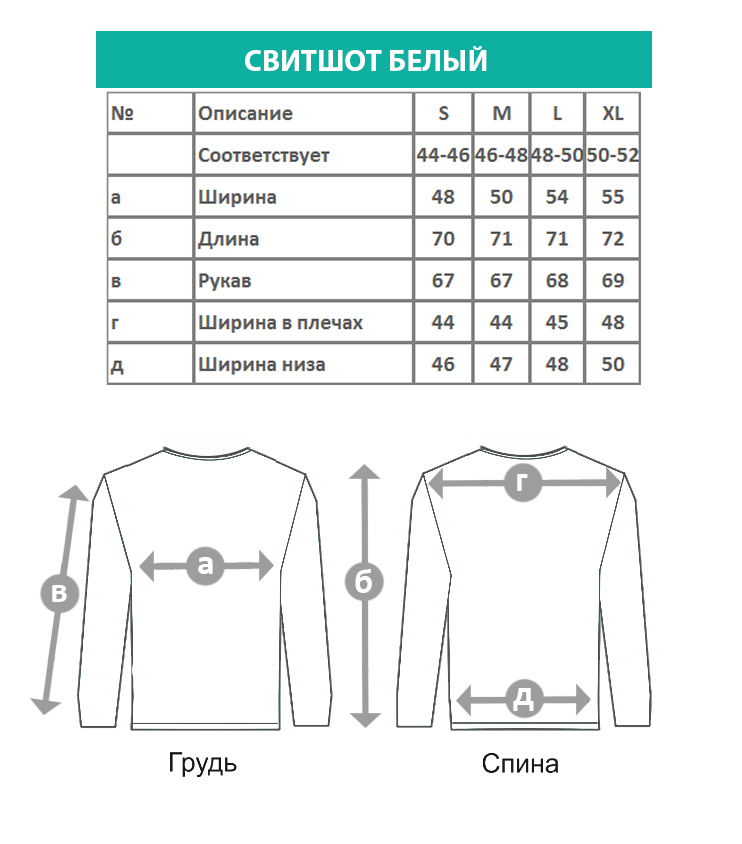 СВИТШОТ БЕЛЫЙ
№ Описание S M L XL
Соответствует 44-46 46-48 48-50 50-52
а Ширина 48 50 54 55
б Длина 70 71 71 72
в Рукав 67 67 68 69
г Ширина в плечах 44 44 45 48
д Ширина низа 46 47 48 50
г
а
б
в
д
Грудь
Спина